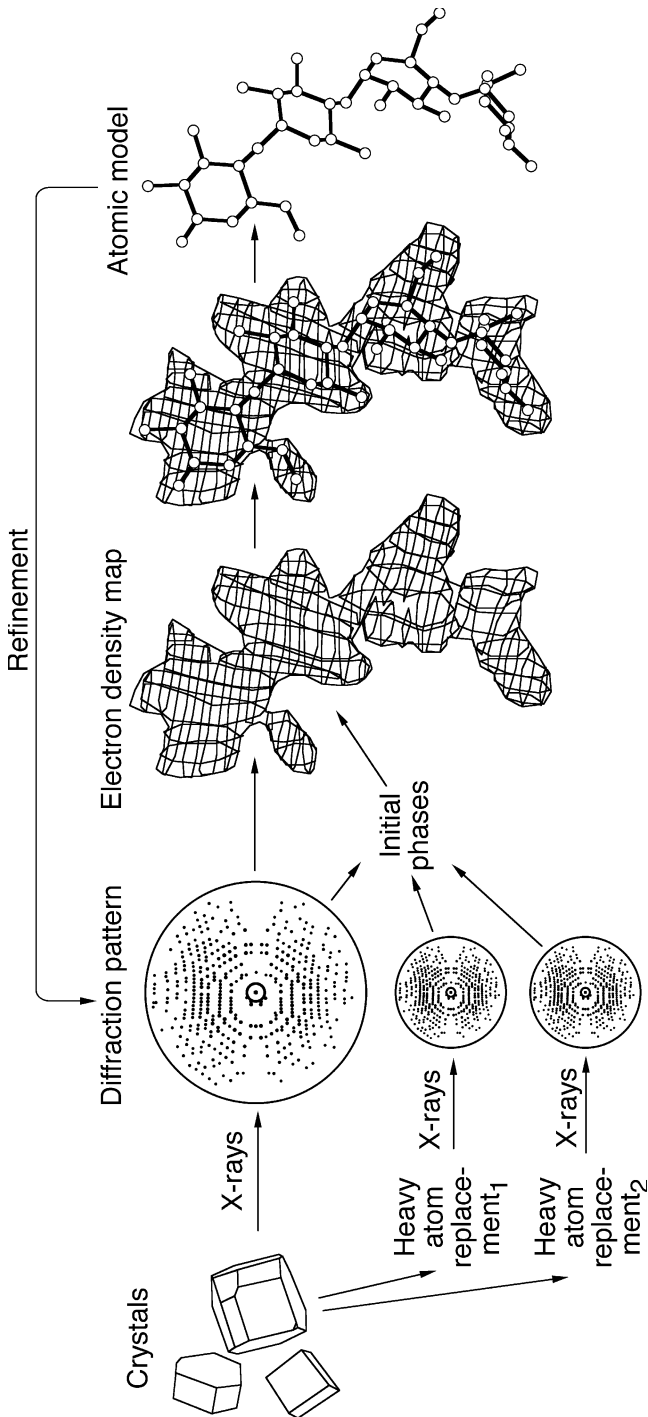 Refinement
Crystals
Diffraction pattern
Electron density map
Atomic model
X-rays
Heavy
atom
replace-
ment1
X-rays
Initial
phases
Heavy
atom
replace-
ment2
X-rays